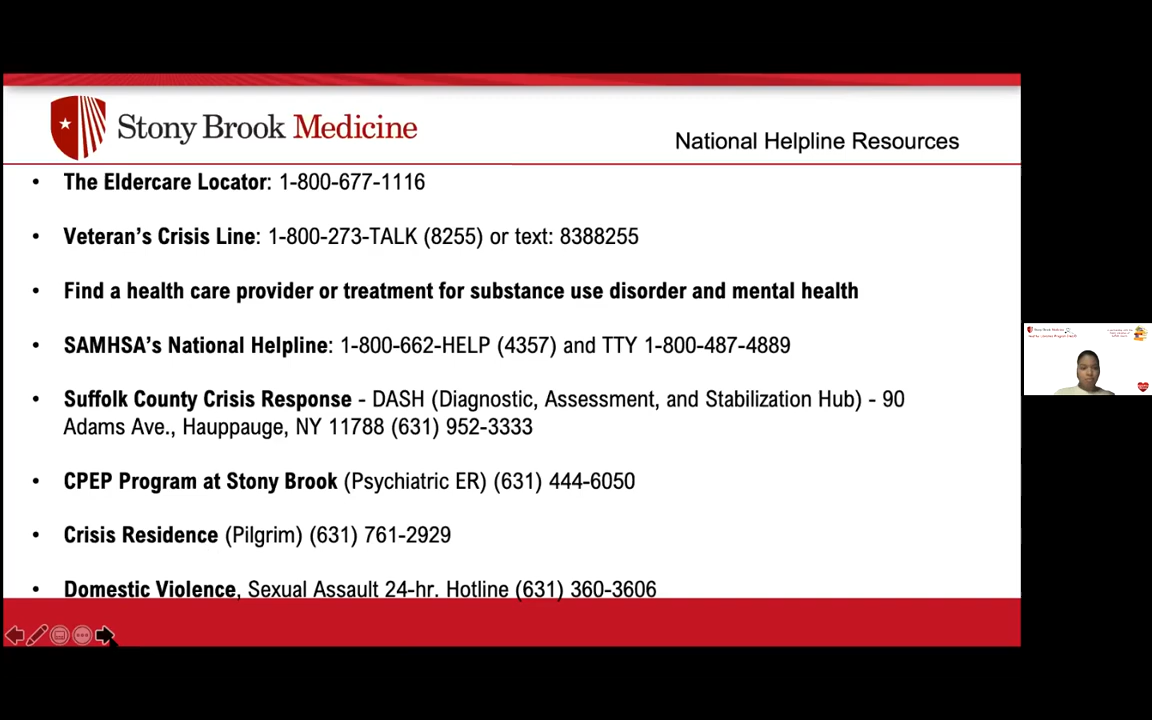 Stony Brook Medicine
National Helpline Resources
• The Eldercare Locator: 1-800-677-1116
• Veteran's Crisis Line: 1-800-273-TALK (8255) or text: 8388255
• Find a health care provider or treatment for substance use disorder and mental health
• SAMHSA's National Helpline: 1-800-662-HELP (4357) and TTY 1-800-487-4889
• Suffolk County Crisis Response - DASH (Diagnostic, Assessment, and Stabilization Hub) - 90
Adams Ave., Hauppauge, NY 11788 (631) 952-3333
• CPEP Program at Stony Brook (Psychiatric ER) (631) 444-6050
• Crisis Residence (Pilgrim) (631) 761-2929
• Domestic Violence, Sexual Assault 24-hr. Hotline (631) 360-3606
Stony Brook Medicine